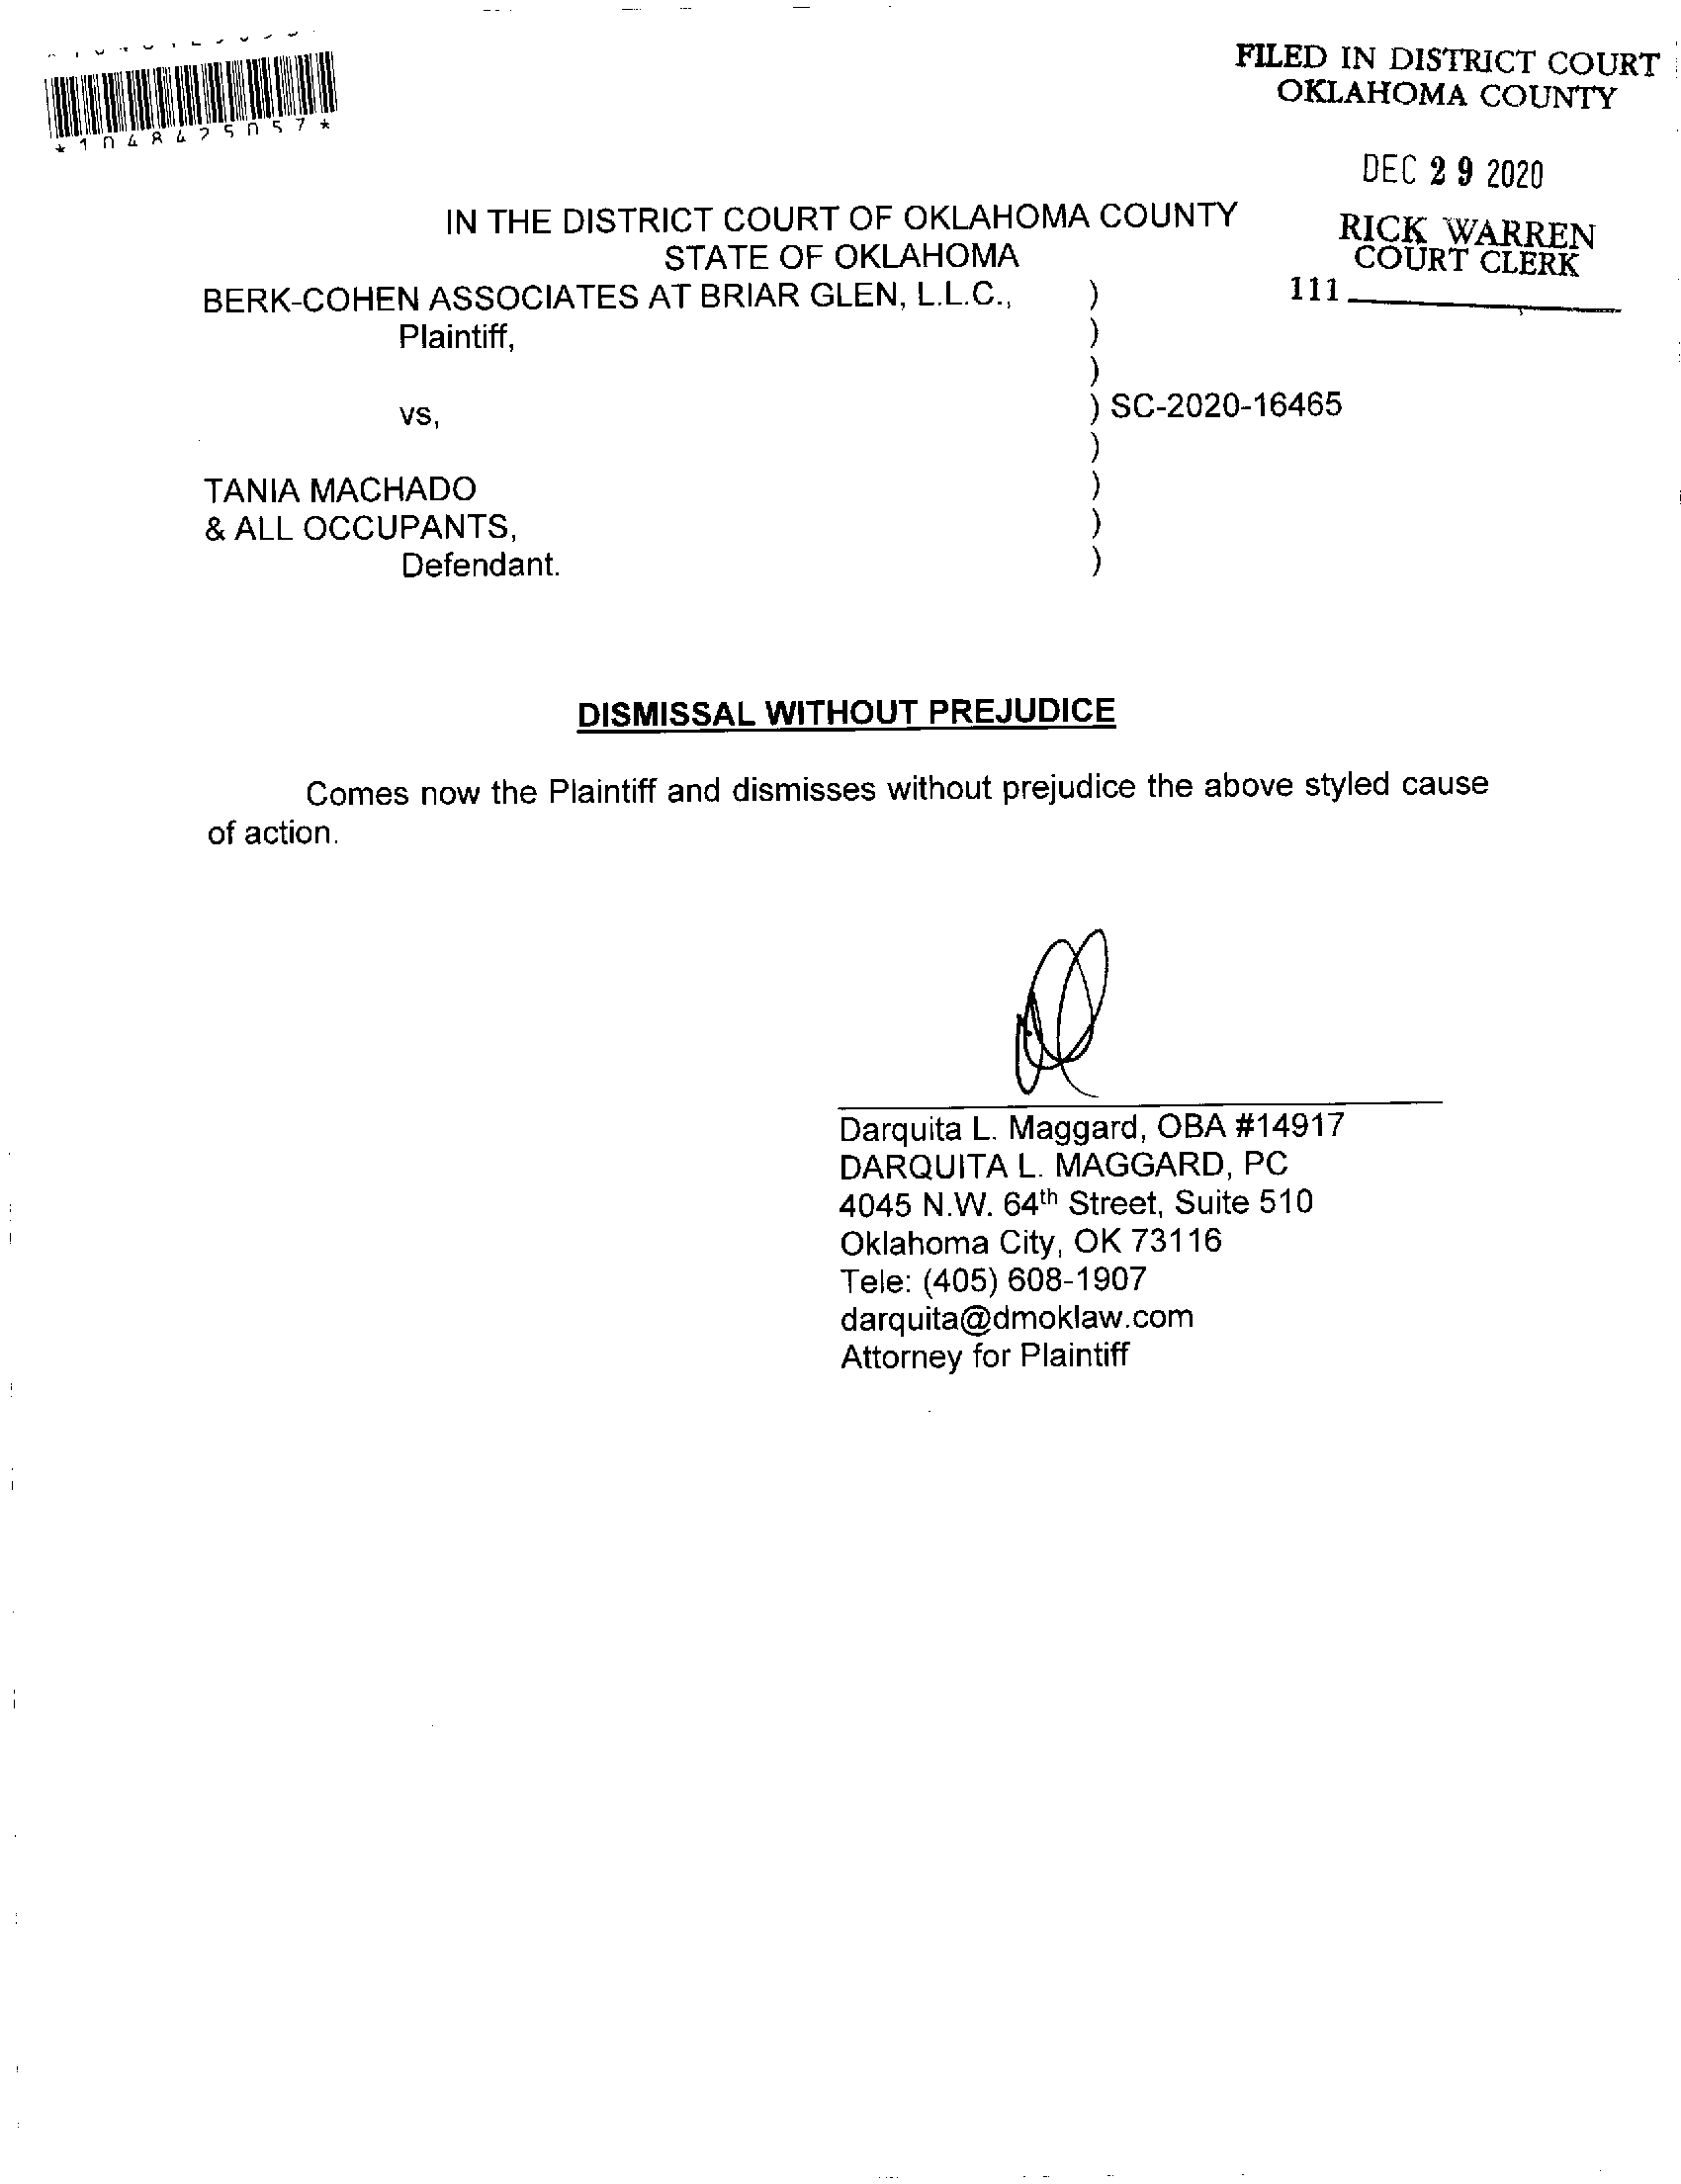 *1048425057*
FILED IN DISTRICT COURT
OKLAHOMA COUNTY
DEC 29 2020
RICK WARREN
COURT CLERK
111
IN THE DISTRICT COURT OF OKLAHOMA COUNTY
STATE OF OKLAHOMA
BERK-COHEN ASSOCIATES AT BRIAR GLEN, L.L.C., )
Plaintiff, )
)
vs, ) SC-2020-16465
)
TANIA MACHADO )
& ALL OCCUPANTS, )
Defendant. )
DISMISSAL WITHOUT PREJUDICE
Comes now the Plaintiff and dismisses without prejudice the above styled cause
of action.
Darquita L. Maggard, OBA #14917
DARQUITA L. MAGGARD, PC
4045 N.W. 64th Street, Suite 510
Oklahoma City, OK 73116
Tele: (405) 608-1907
darquita@dmoklaw.com
Attorney for Plaintiff